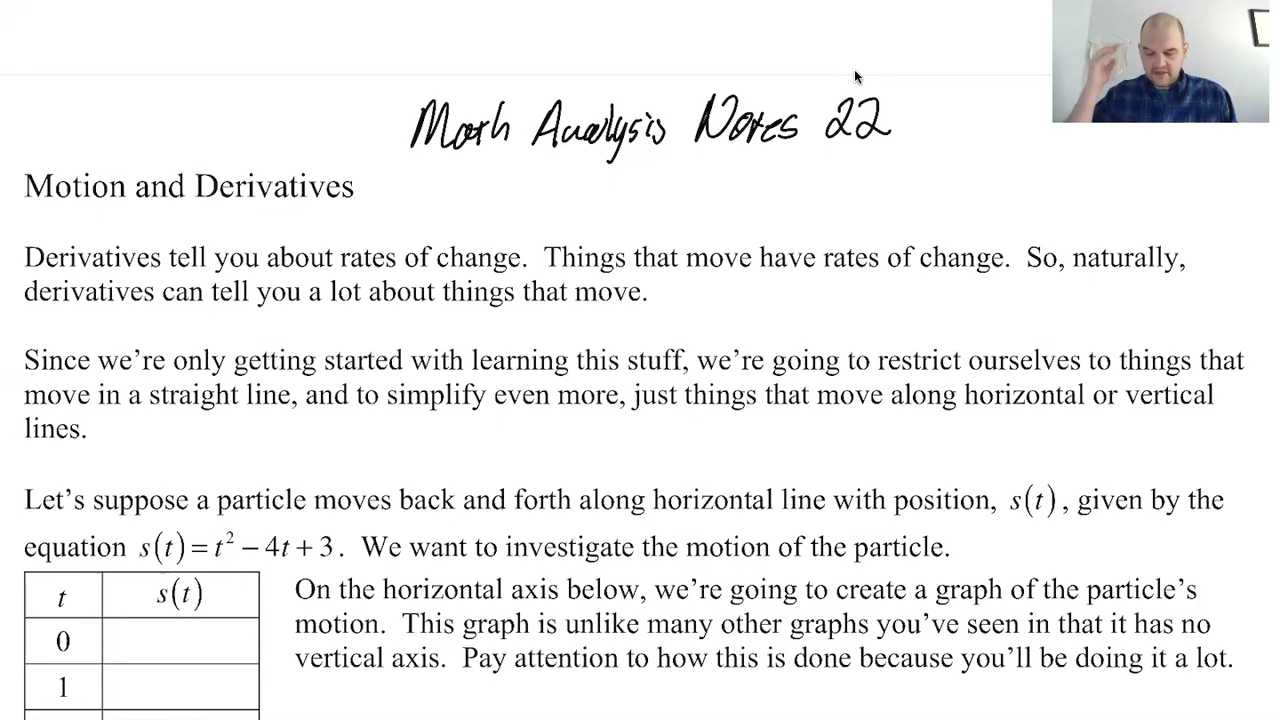 Math Analysis Notes 22
Motion and Derivatives
Derivatives tell you about rates of change. Things that move have rates of change. So, naturally,
derivatives can tell you a lot about things that move.
Since we're only getting started with learning this stuff, we're going to restrict ourselves to things that
move in a straight line, and to simplify even more, just things that move along horizontal or vertical
lines.
Let's suppose a particle moves back and forth along horizontal line with position, s(t), given by the
equation s(t) = t² − 4t + 3. We want to investigate the motion of the particle.
t s(t)
0
1
On the horizontal axis below, we're going to create a graph of the particle's
motion. This graph is unlike many other graphs you've seen in that it has no
vertical axis. Pay attention to how this is done because you'll be doing it a lot.